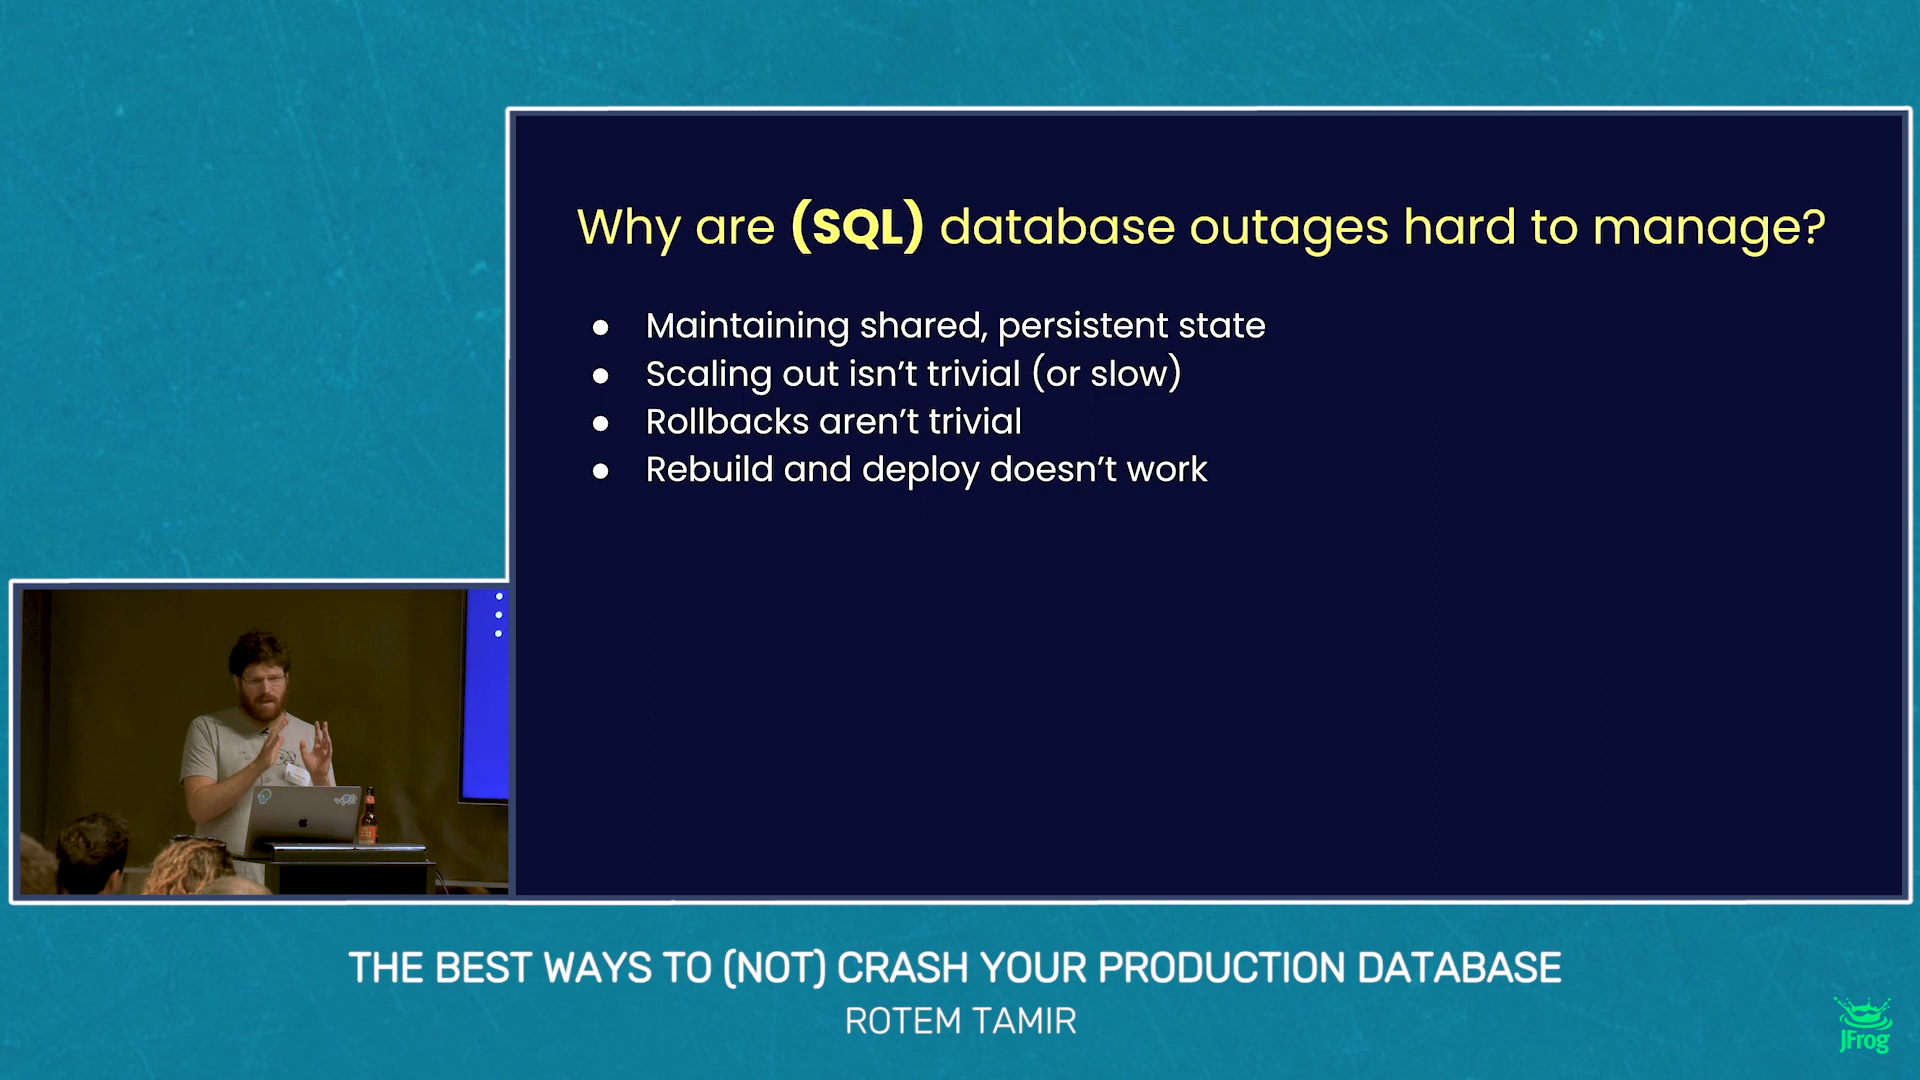 Why are (SQL) database outages hard to manage?
● Maintaining shared, persistent state
● Scaling out isn’t trivial (or slow)
● Rollbacks aren’t trivial
● Rebuild and deploy doesn’t work
THE BEST WAYS TO (NOT) CRASH YOUR PRODUCTION DATABASE
ROTEM TAMIR
JFrog